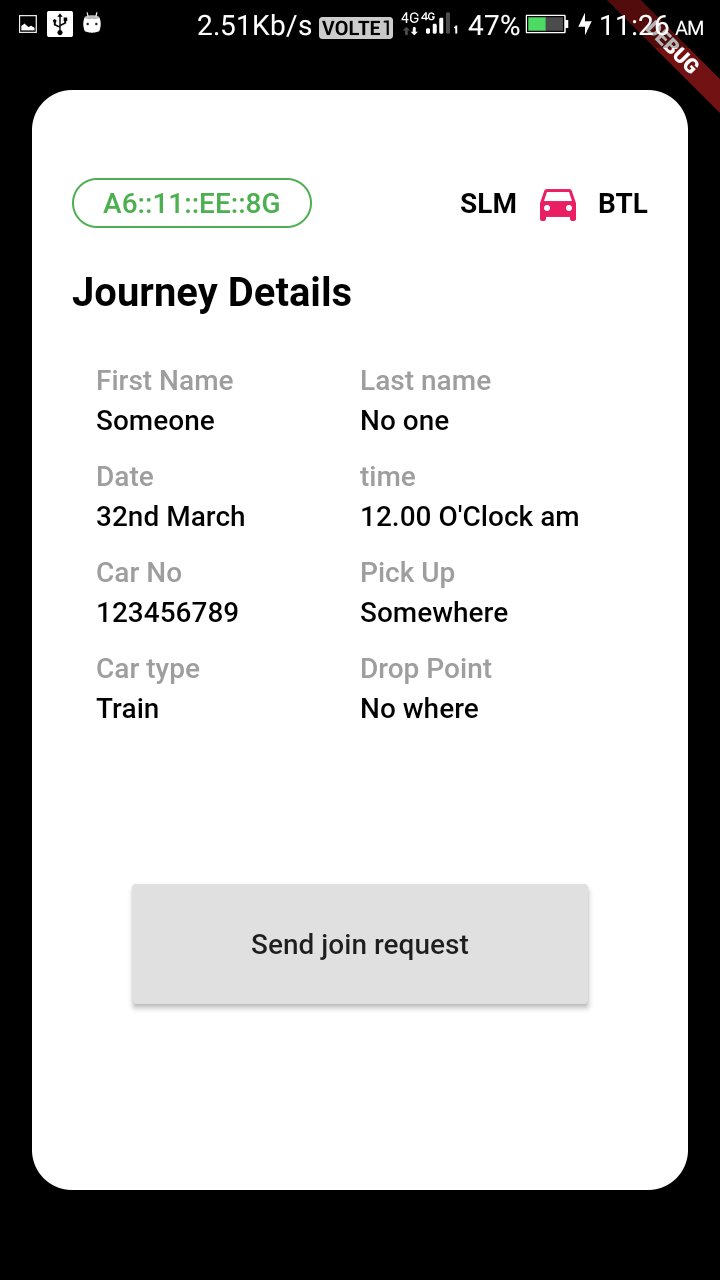 2.51Kb/s VOLTE1 4G 4G 1 47% 11:26 AM
DEBUG
A6::11::EE::8G SLM BTL
Journey Details
First Name Last name
Someone No one
Date time
32nd March 12.00 O'Clock am
Car No Pick Up
123456789 Somewhere
Car type Drop Point
Train No where
Send join request